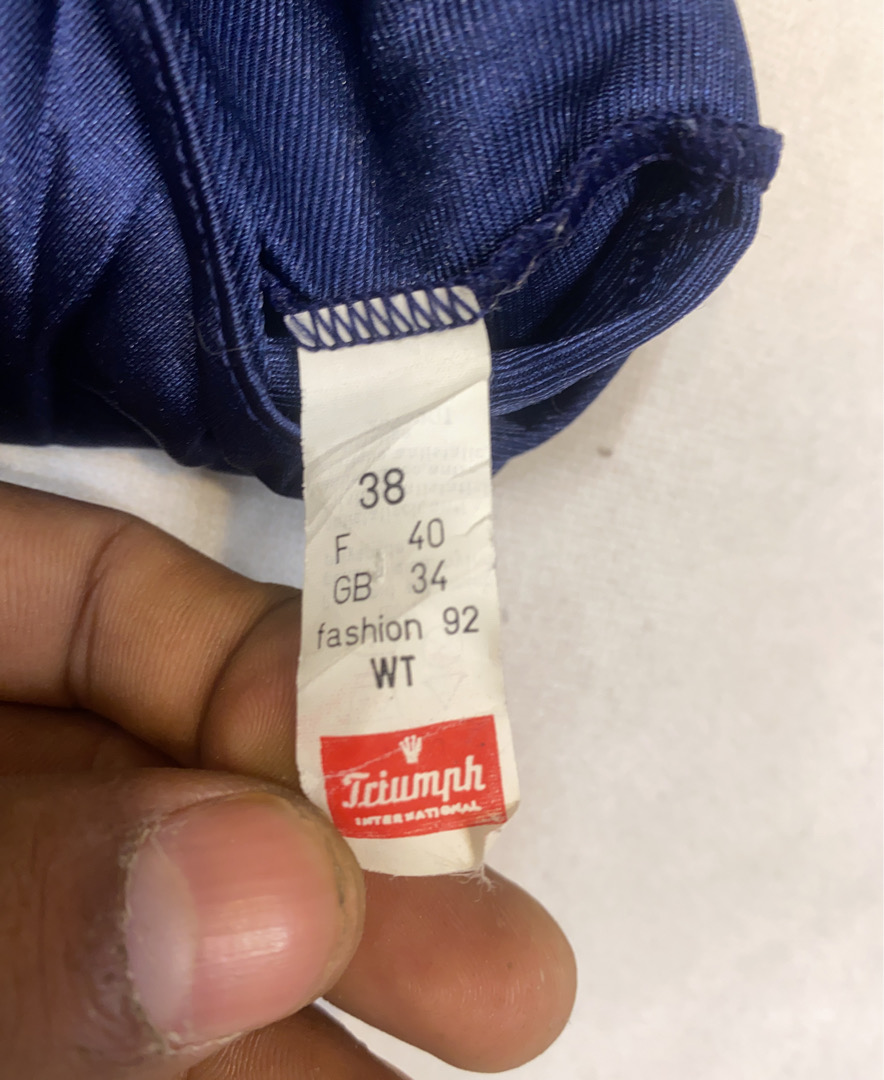 38
F 40
GB 34
fashion 92
WT
Triumph
INTERNATIONAL